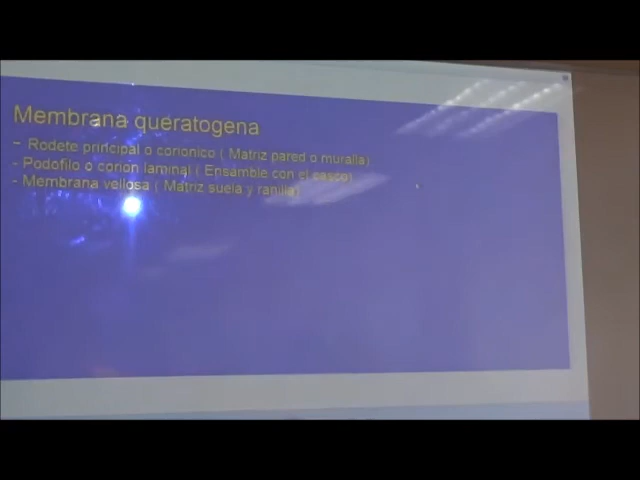 Membrana queratogena
- Rodete principal o corionico ( Matriz pared o muralla)
- Podofilo o corion laminal ( Ensamble con el casco)
- Membrana vellosa ( Matriz suela y ranilla)